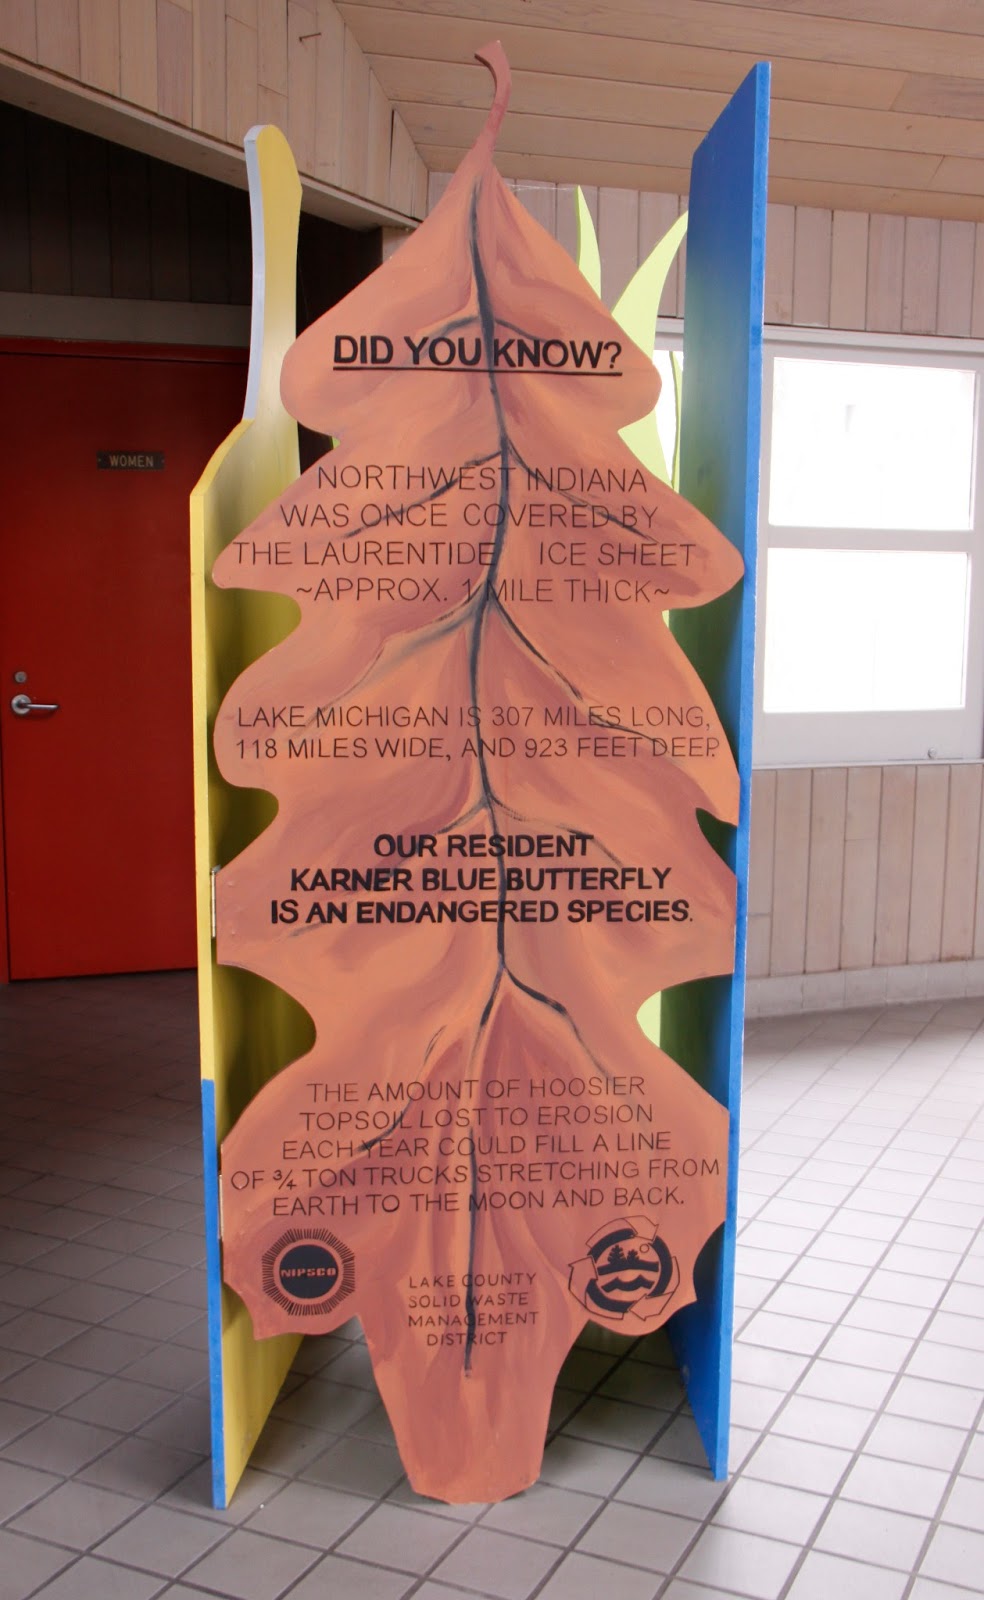 WOMEN
DID YOU KNOW?
NORTHWEST INDIANA
WAS ONCE COVERED BY
THE LAURENTIDE ICE SHEET
~APPROX. 1 MILE THICK~
LAKE MICHIGAN IS 307 MILES LONG,
118 MILES WIDE, AND 923 FEET DEEP.
OUR RESIDENT
KARNER BLUE BUTTERFLY
IS AN ENDANGERED SPECIES.
THE AMOUNT OF HOOSIER
TOPSOIL LOST TO EROSION
EACH YEAR COULD FILL A LINE
OF ¾ TON TRUCKS STRETCHING FROM
EARTH TO THE MOON AND BACK.
NIPSCO
LAKE COUNTY
SOLID WASTE
MANAGEMENT
DISTRICT